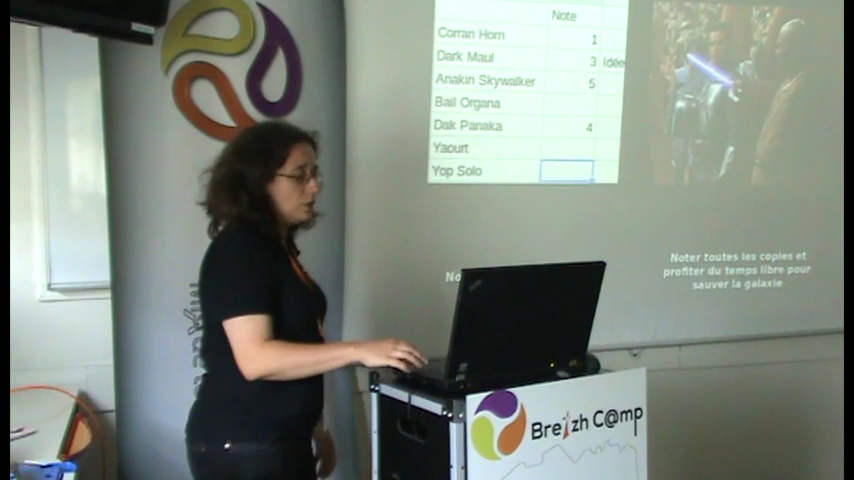 Note
Corran Horn 1
Dark Maul 3 Idée
Anakin Skywalker 5
Bail Organa
Dak Panaka 4
Yaourt
Yop Solo
Noter toutes les copies et
profiter du temps libre pour
sauver la galaxie
No
Breizh C@mp